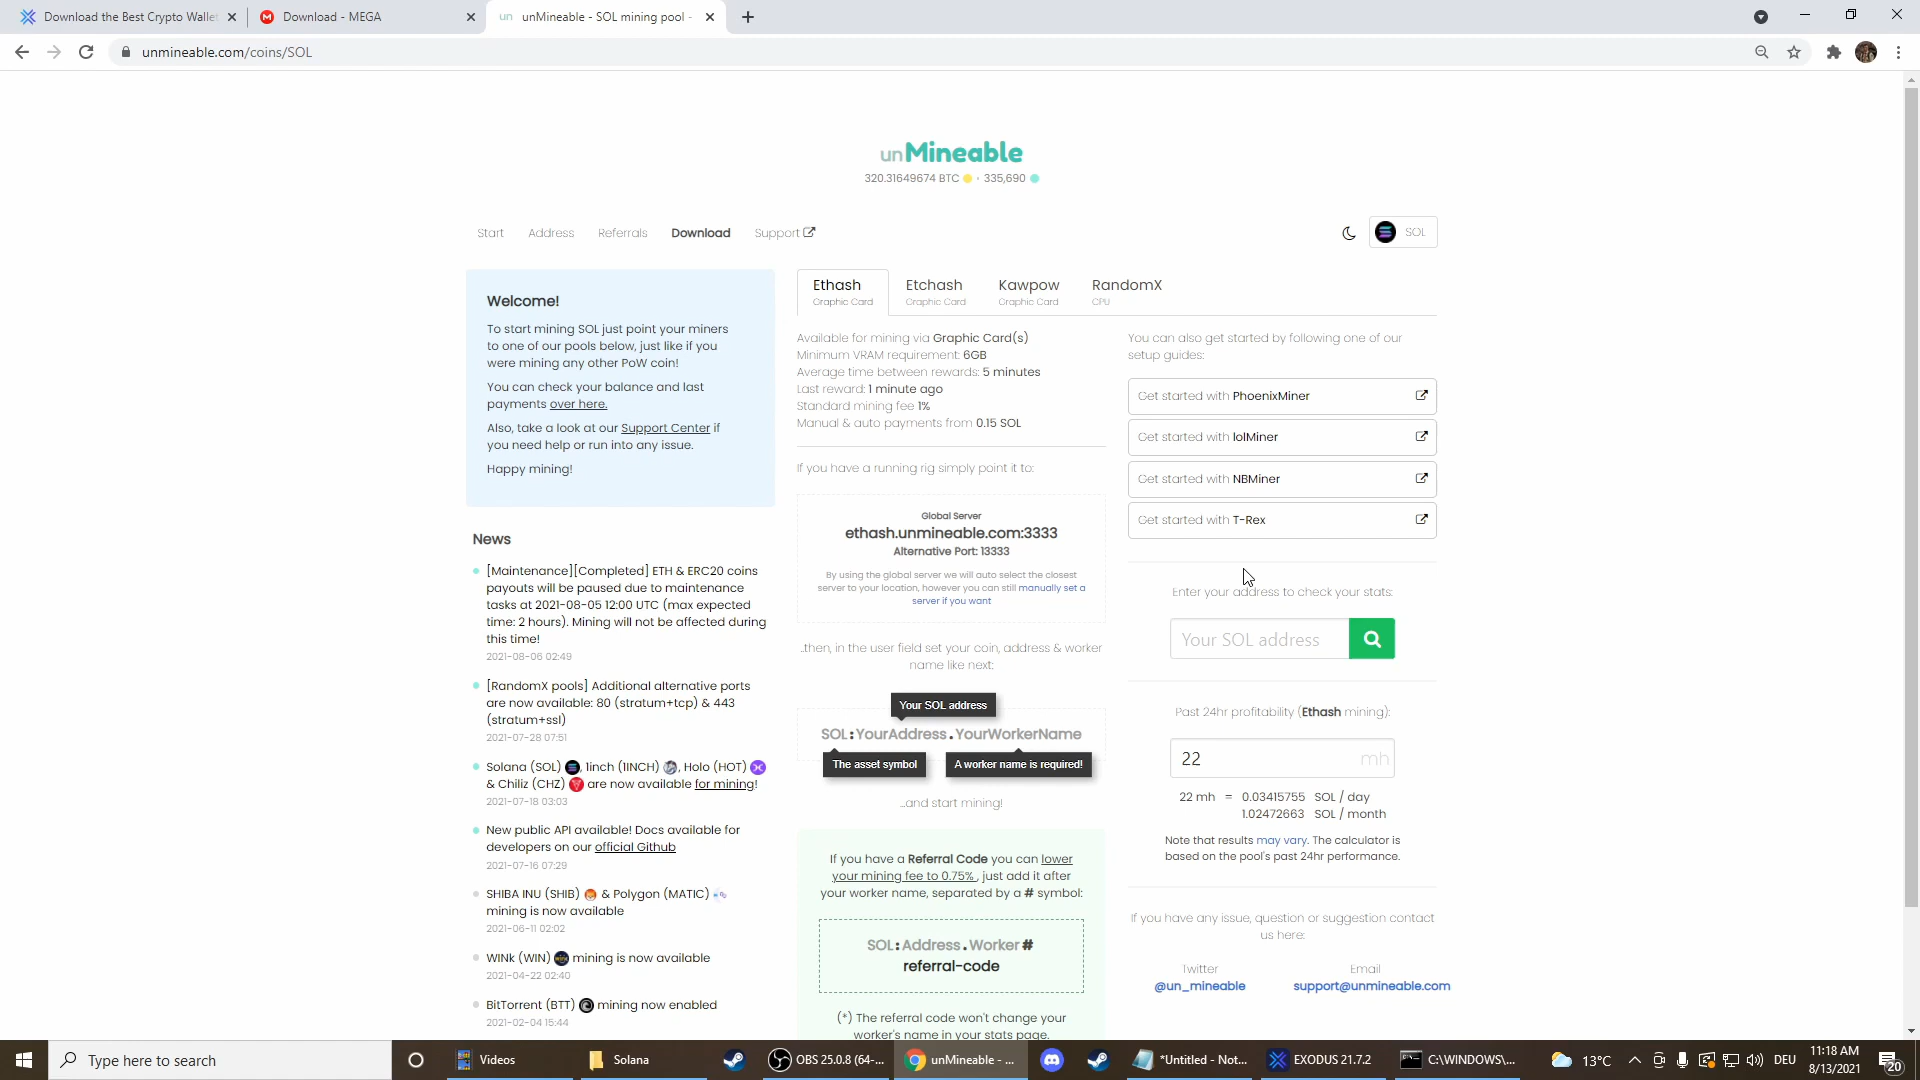 Download the Best Crypto Wallet
Download - MEGA
unMineable - SOL mining pool -
unmineable.com/coins/SOL
unMineable
320.31649674 BTC • 335,690
Start
Address
Referrals
Download
Support
SOL
Welcome!
To start mining SOL just point your miners
to one of our pools below, just like if you
were mining any other PoW coin!
You can check your balance and last
payments over here.
Also, take a look at our Support Center if
you need help or run into any issue.
Happy mining!
News
[Maintenance][Completed] ETH & ERC20 coins
payouts will be paused due to maintenance
tasks at 2021-08-05 12:00 UTC (max expected
time: 2 hours). Mining will not be affected during
this time!
2021-08-06 02:49
[RandomX pools] Additional alternative ports
are now available: 80 (stratum+tcp) & 443
(stratum+ssl)
2021-07-28 07:51
Solana (SOL) , 1inch (1INCH) , Holo (HOT)
& Chiliz (CHZ) are now available for mining!
2021-07-18 03:03
New public API available! Docs available for
developers on our official Github
2021-07-16 07:29
SHIBA INU (SHIB) & Polygon (MATIC)
mining is now available
2021-06-11 02:02
WINk (WIN) mining is now available
2021-04-22 02:40
BitTorrent (BTT) mining now enabled
2021-02-04 15:44
Ethash
Graphic Card
Etchash
Graphic Card
Kawpow
Graphic Card
RandomX
CPU
Available for mining via Graphic Card(s)
Minimum VRAM requirement: 6GB
Average time between rewards: 5 minutes
Last reward: 1 minute ago
Standard mining fee 1%
Manual & auto payments from 0.15 SOL
If you have a running rig simply point it to:
Global Server
ethash.unmineable.com:3333
Alternative Port: 13333
By using the global server we will auto select the closest
server to your location, however you can still manually set a
server if you want
...then, in the user field set your coin, address & worker
name like next:
Your SOL address
SOL:YourAddress.YourWorkerName
The asset symbol
A worker name is required!
...and start mining!
If you have a Referral Code you can lower
your mining fee to 0.75% , just add it after
your worker name, separated by a # symbol:
SOL:Address.Worker#
referral-code
(*) The referral code won't change your
worker's name in your stats page.
You can also get started by following one of our
setup guides:
Get started with PhoenixMiner
Get started with lolMiner
Get started with NBMiner
Get started with T-Rex
Enter your address to check your stats:
Your SOL address
Past 24hr profitability (Ethash mining):
22 mh
22 mh = 0.03415755 SOL / day
1.02472663 SOL / month
Note that results may vary. The calculator is
based on the pool's past 24hr performance.
If you have any issue, question or suggestion contact
us here:
Twitter
@un_mineable
Email
support@unmineable.com
Type here to search
Videos
Solana
OBS 25.0.8 (64-...
unMineable - ...
*Untitled - Not...
EXODUS 21.7.2
C:\WINDOWS\...
13°C
DEU
11:18 AM
8/13/2021
20